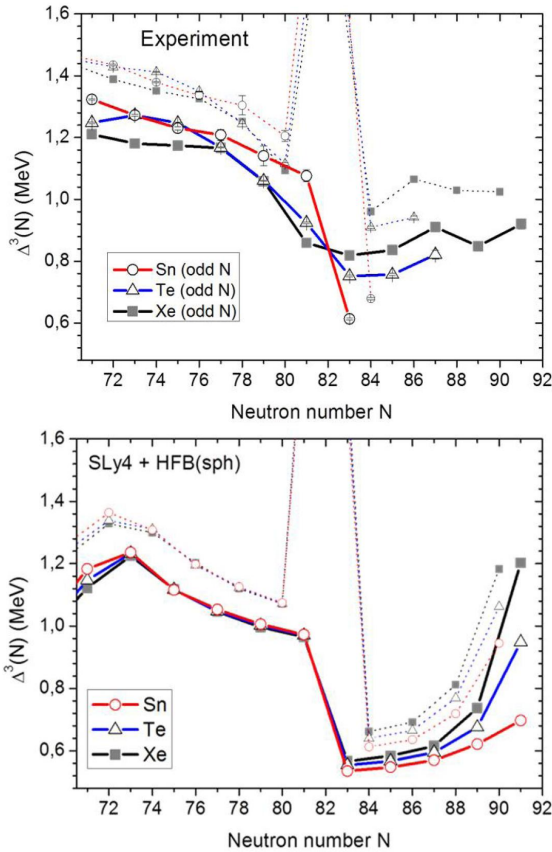 Experiment
1,6
1,4
1,2
1,0
0,8
0,6
Δ³(N) (MeV)
Sn (odd N)
Te (odd N)
Xe (odd N)
72 74 76 78 80 82 84 86 88 90 92
Neutron number N
SLy4 + HFB(sph)
1,6
1,4
1,2
1,0
0,8
0,6
Δ³(N) (MeV)
Sn
Te
Xe
72 74 76 78 80 82 84 86 88 90 92
Neutron number N